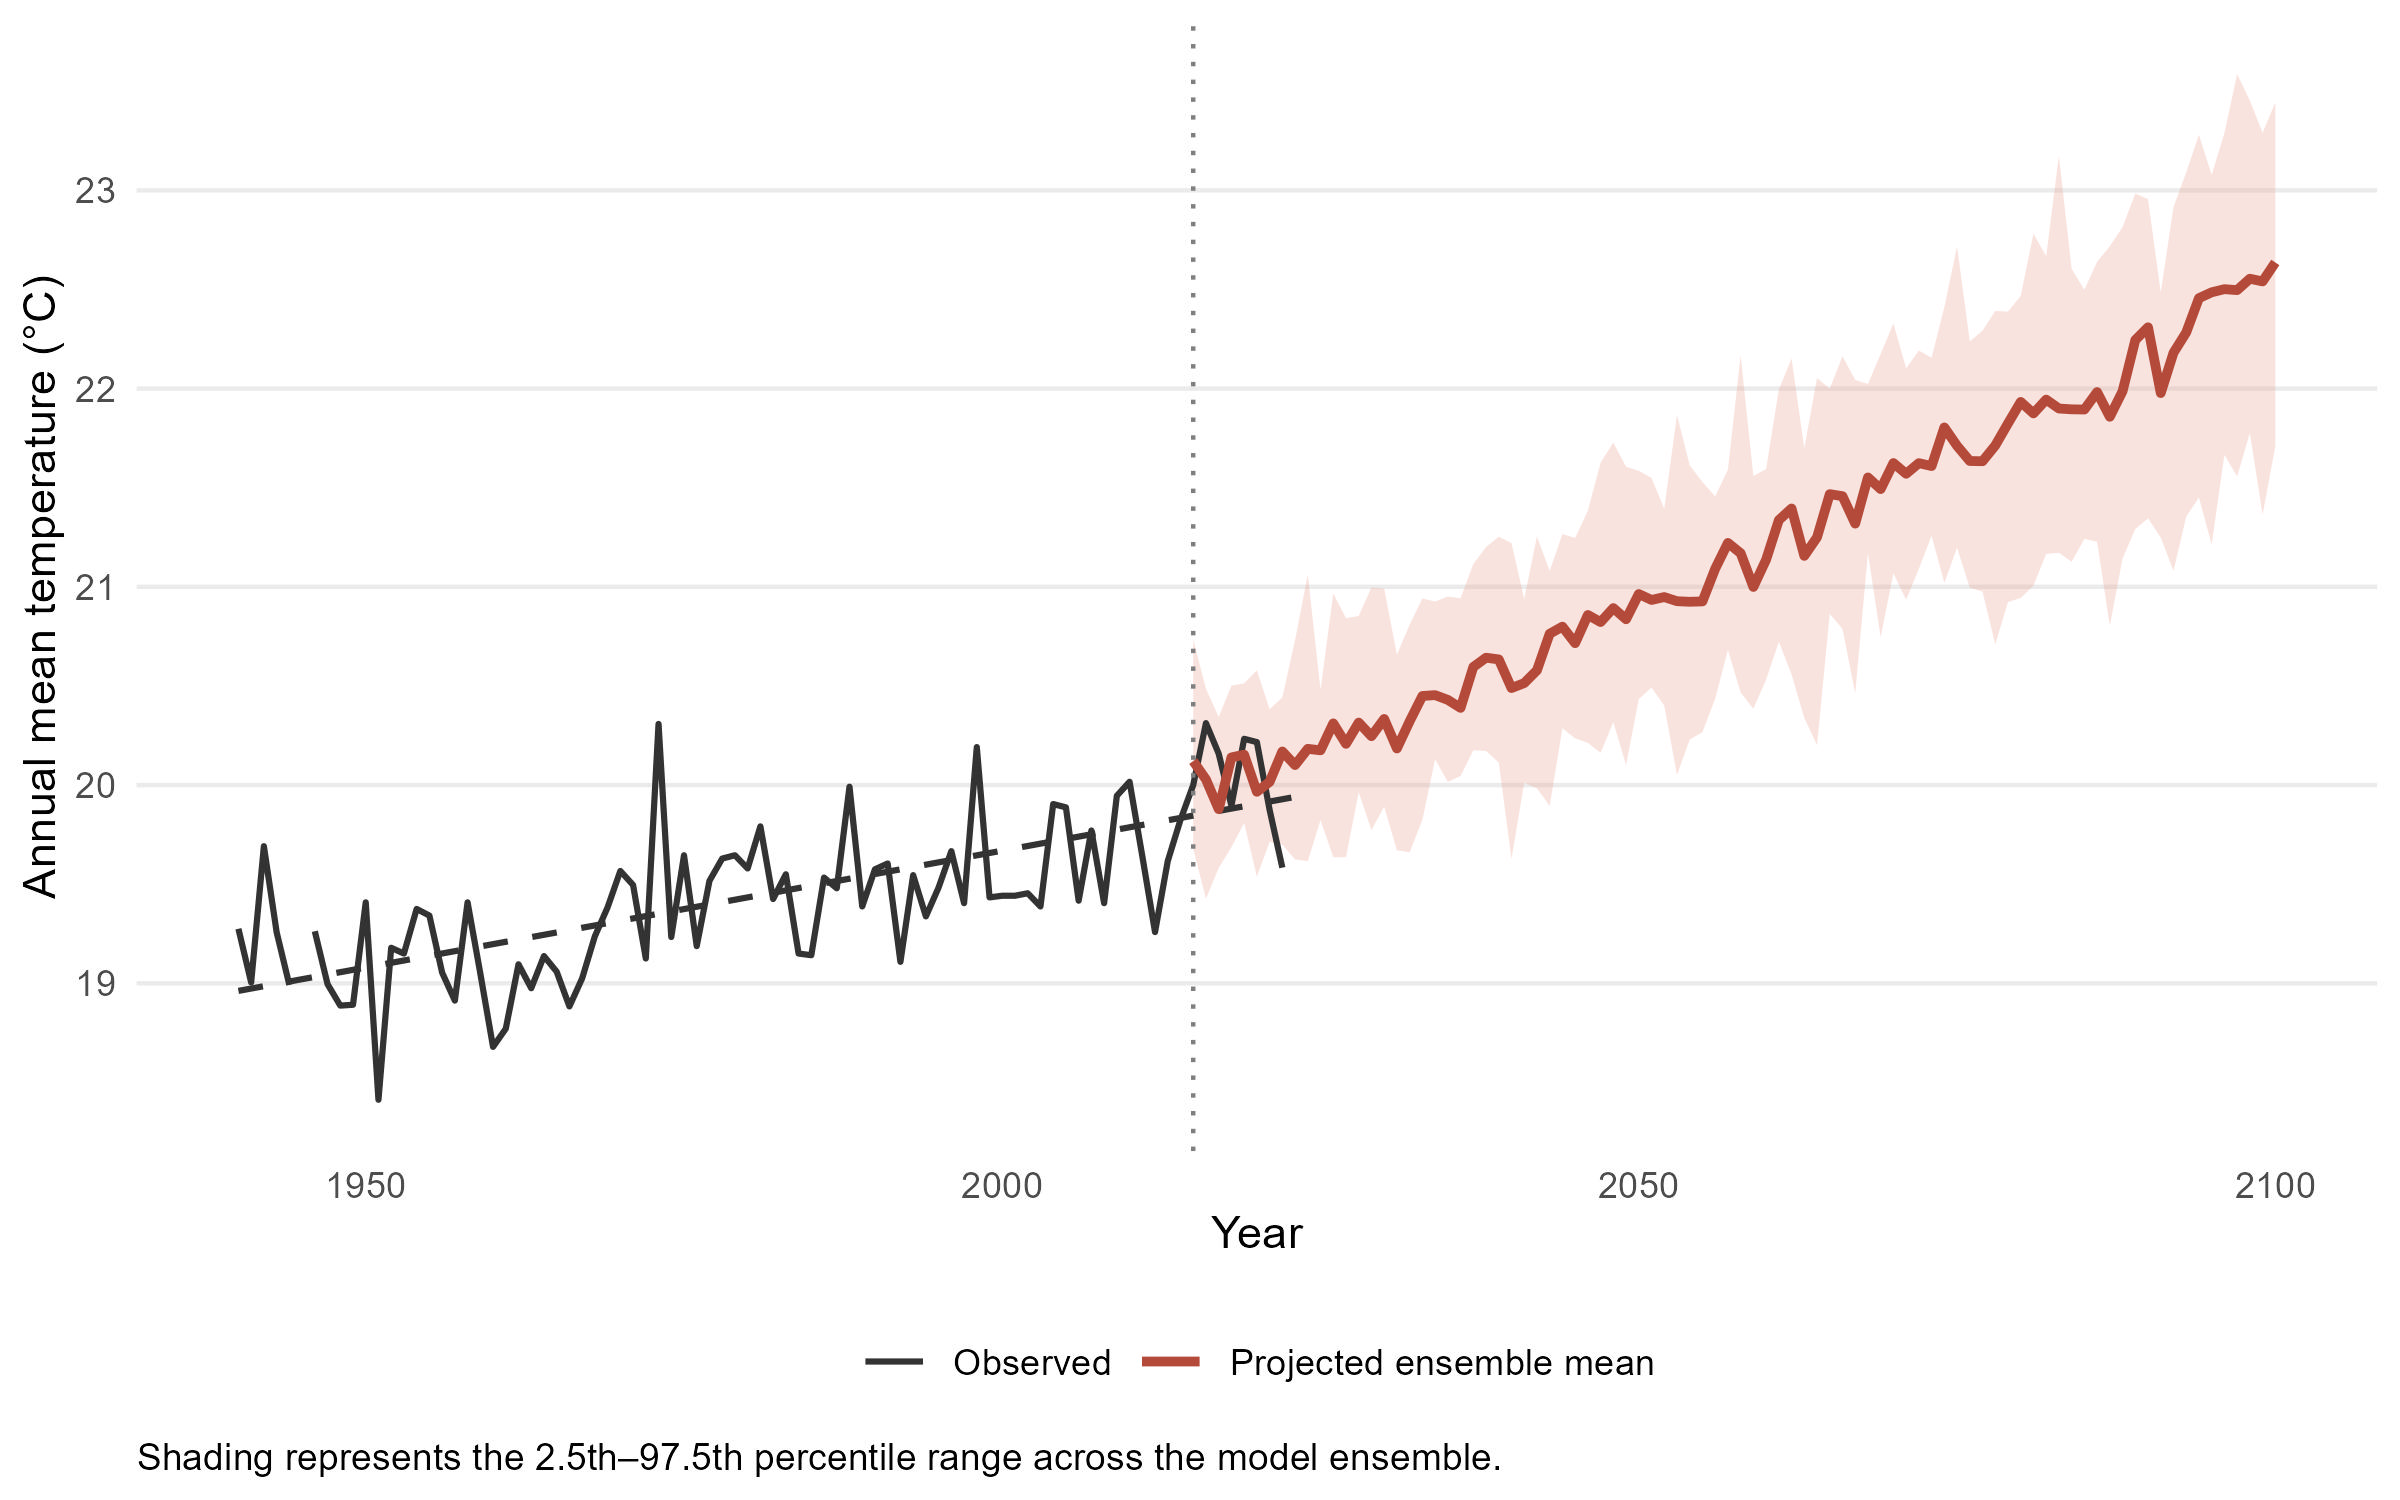 Annual mean temperature (°C)
23
22
21
20
19
1950 2000 2050 2100
Year
Observed Projected ensemble mean
Shading represents the 2.5th–97.5th percentile range across the model ensemble.